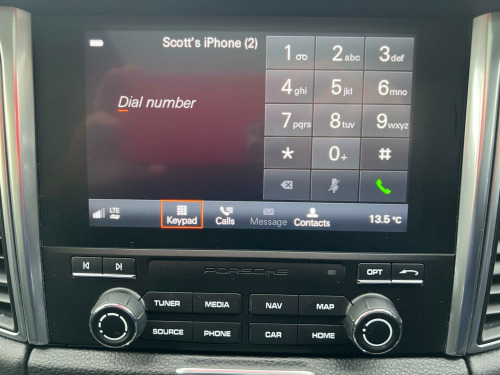 Scott's iPhone (2)
Dial number
1 2abc 3def
4ghi 5jkl 6mno
7pqrs 8tuv 9wxyz
* 0+ #
LTE Keypad Calls Message Contacts 13.5 °C
PORSCHE
OPT
TUNER MEDIA NAV MAP
SOURCE PHONE CAR HOME